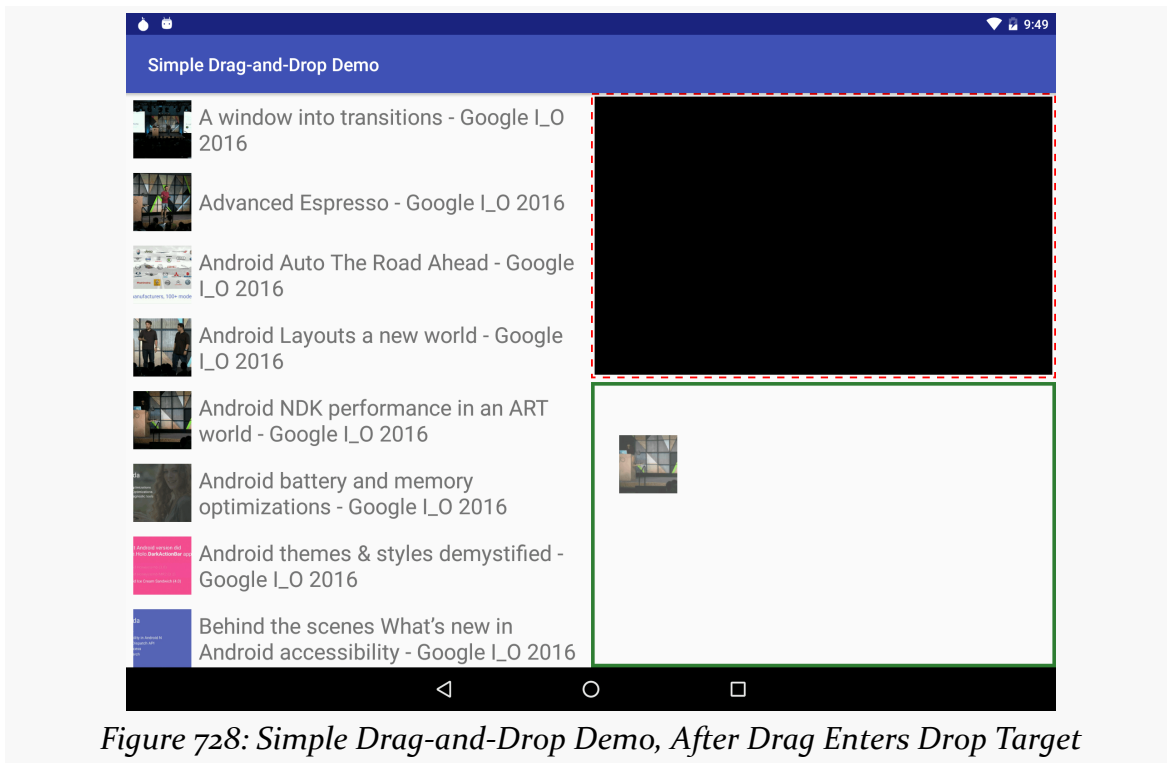 9:49
Simple Drag-and-Drop Demo
A window into transitions - Google I_O
2016
Advanced Espresso - Google I_O 2016
Android Auto The Road Ahead - Google
I_O 2016
anufacturers, 100+ mode
Android Layouts a new world - Google
I_O 2016
Android NDK performance in an ART
world - Google I_O 2016
Android battery and memory
optimizations - Google I_O 2016
Android themes & styles demystified -
Google I_O 2016
Behind the scenes What’s new in
Android accessibility - Google I_O 2016
Figure 728: Simple Drag-and-Drop Demo, After Drag Enters Drop Target